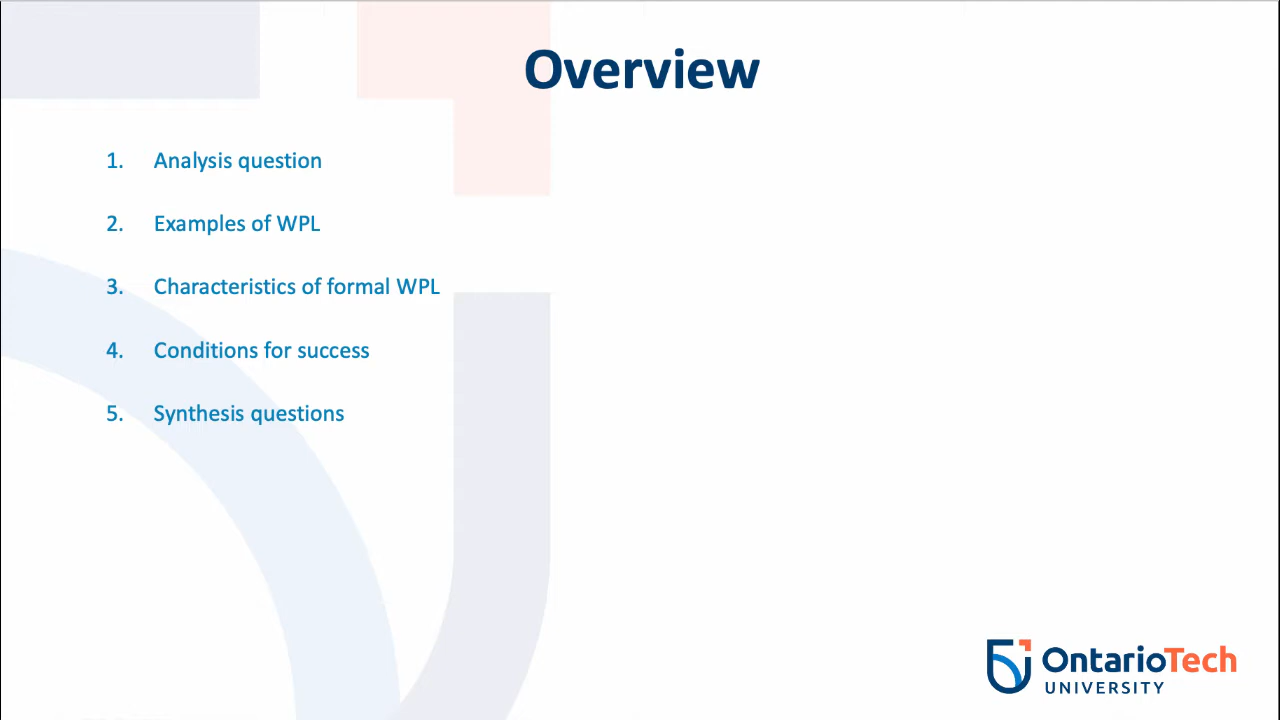 Overview
1. Analysis question
2. Examples of WPL
3. Characteristics of formal WPL
4. Conditions for success
5. Synthesis questions
OntarioTech
UNIVERSITY